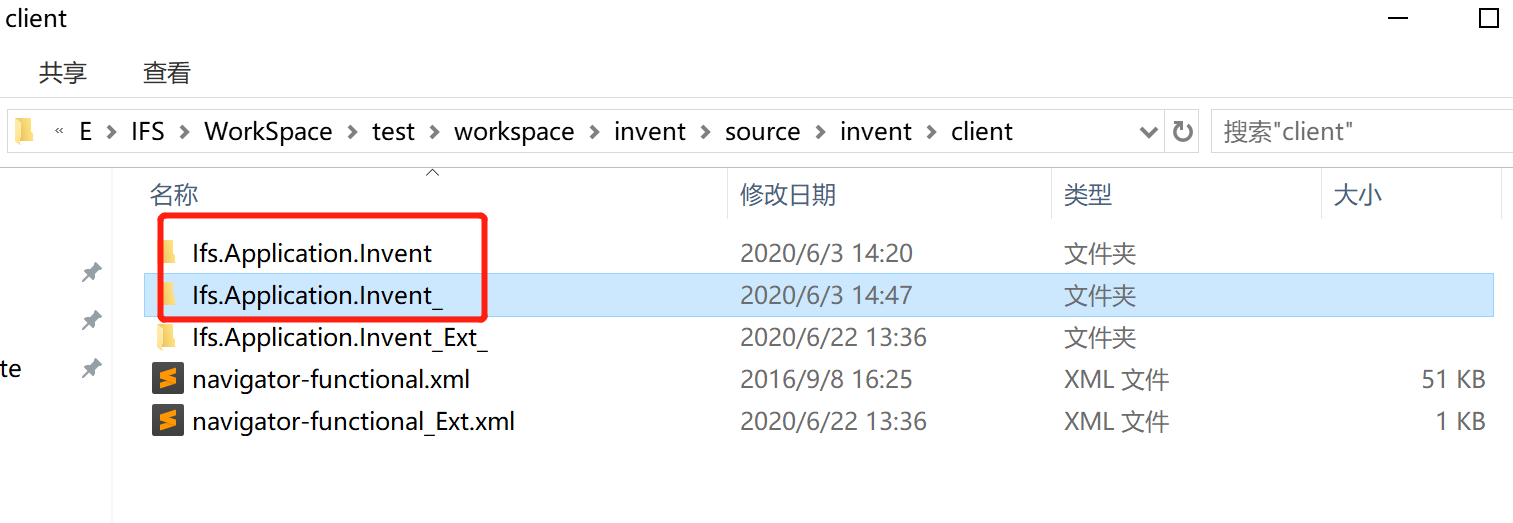 client
共享 查看
« E IFS WorkSpace test workspace invent source invent client 搜索"client"
名称 修改日期 类型 大小
Ifs.Application.Invent 2020/6/3 14:20 文件夹
Ifs.Application.Invent_ 2020/6/3 14:47 文件夹
Ifs.Application.Invent_Ext_ 2020/6/22 13:36 文件夹
te
navigator-functional.xml 2016/9/8 16:25 XML 文件 51 KB
navigator-functional_Ext.xml 2020/6/22 13:36 XML 文件 1 KB